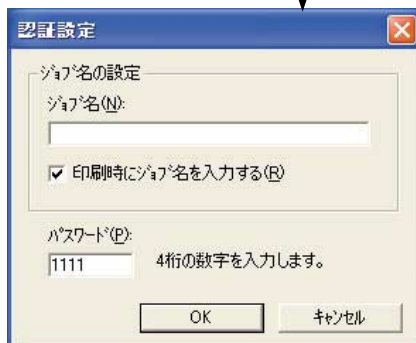 認証設定
ｼﾞｮﾌﾞ名の設定
ｼﾞｮﾌﾞ名(N):
印刷時にｼﾞｮﾌﾞ名を入力する(R)
ﾊﾟｽﾜｰﾄﾞ(P):
1111 4桁の数字を入力します。
OK ｷｬﾝｾﾙ